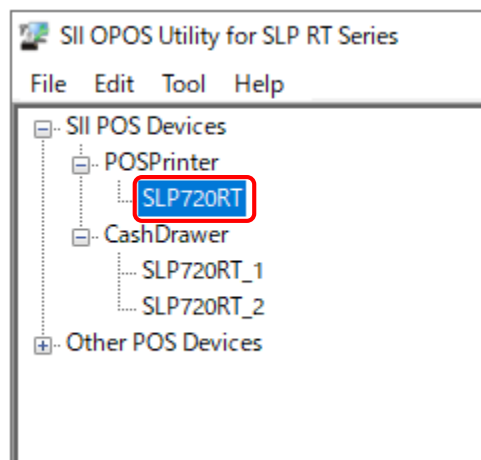 SII OPOS Utility for SLP RT Series
File Edit Tool Help
SII POS Devices
POSPrinter
SLP720RT
CashDrawer
SLP720RT_1
SLP720RT_2
Other POS Devices